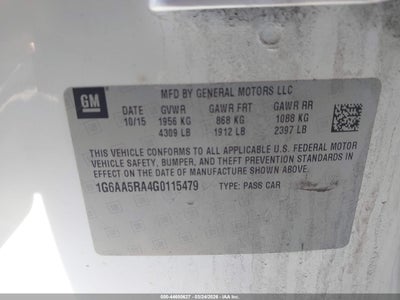 MFD BY GENERAL MOTORS LLC
GM
DATE GVWR GAWR FRT GAWR RR
10/15 1956 KG 868 KG 1088 KG
4309 LB 1912 LB 2397 LB
THIS VEHICLE CONFORMS TO ALL APPLICABLE U.S. FEDERAL MOTOR
VEHICLE SAFETY, BUMPER, AND THEFT PREVENTION STANDARDS IN
EFFECT ON THE DATE OF MANUFACTURE SHOWN ABOVE.
1G6AA5RA4G0115479 TYPE: PASS CAR